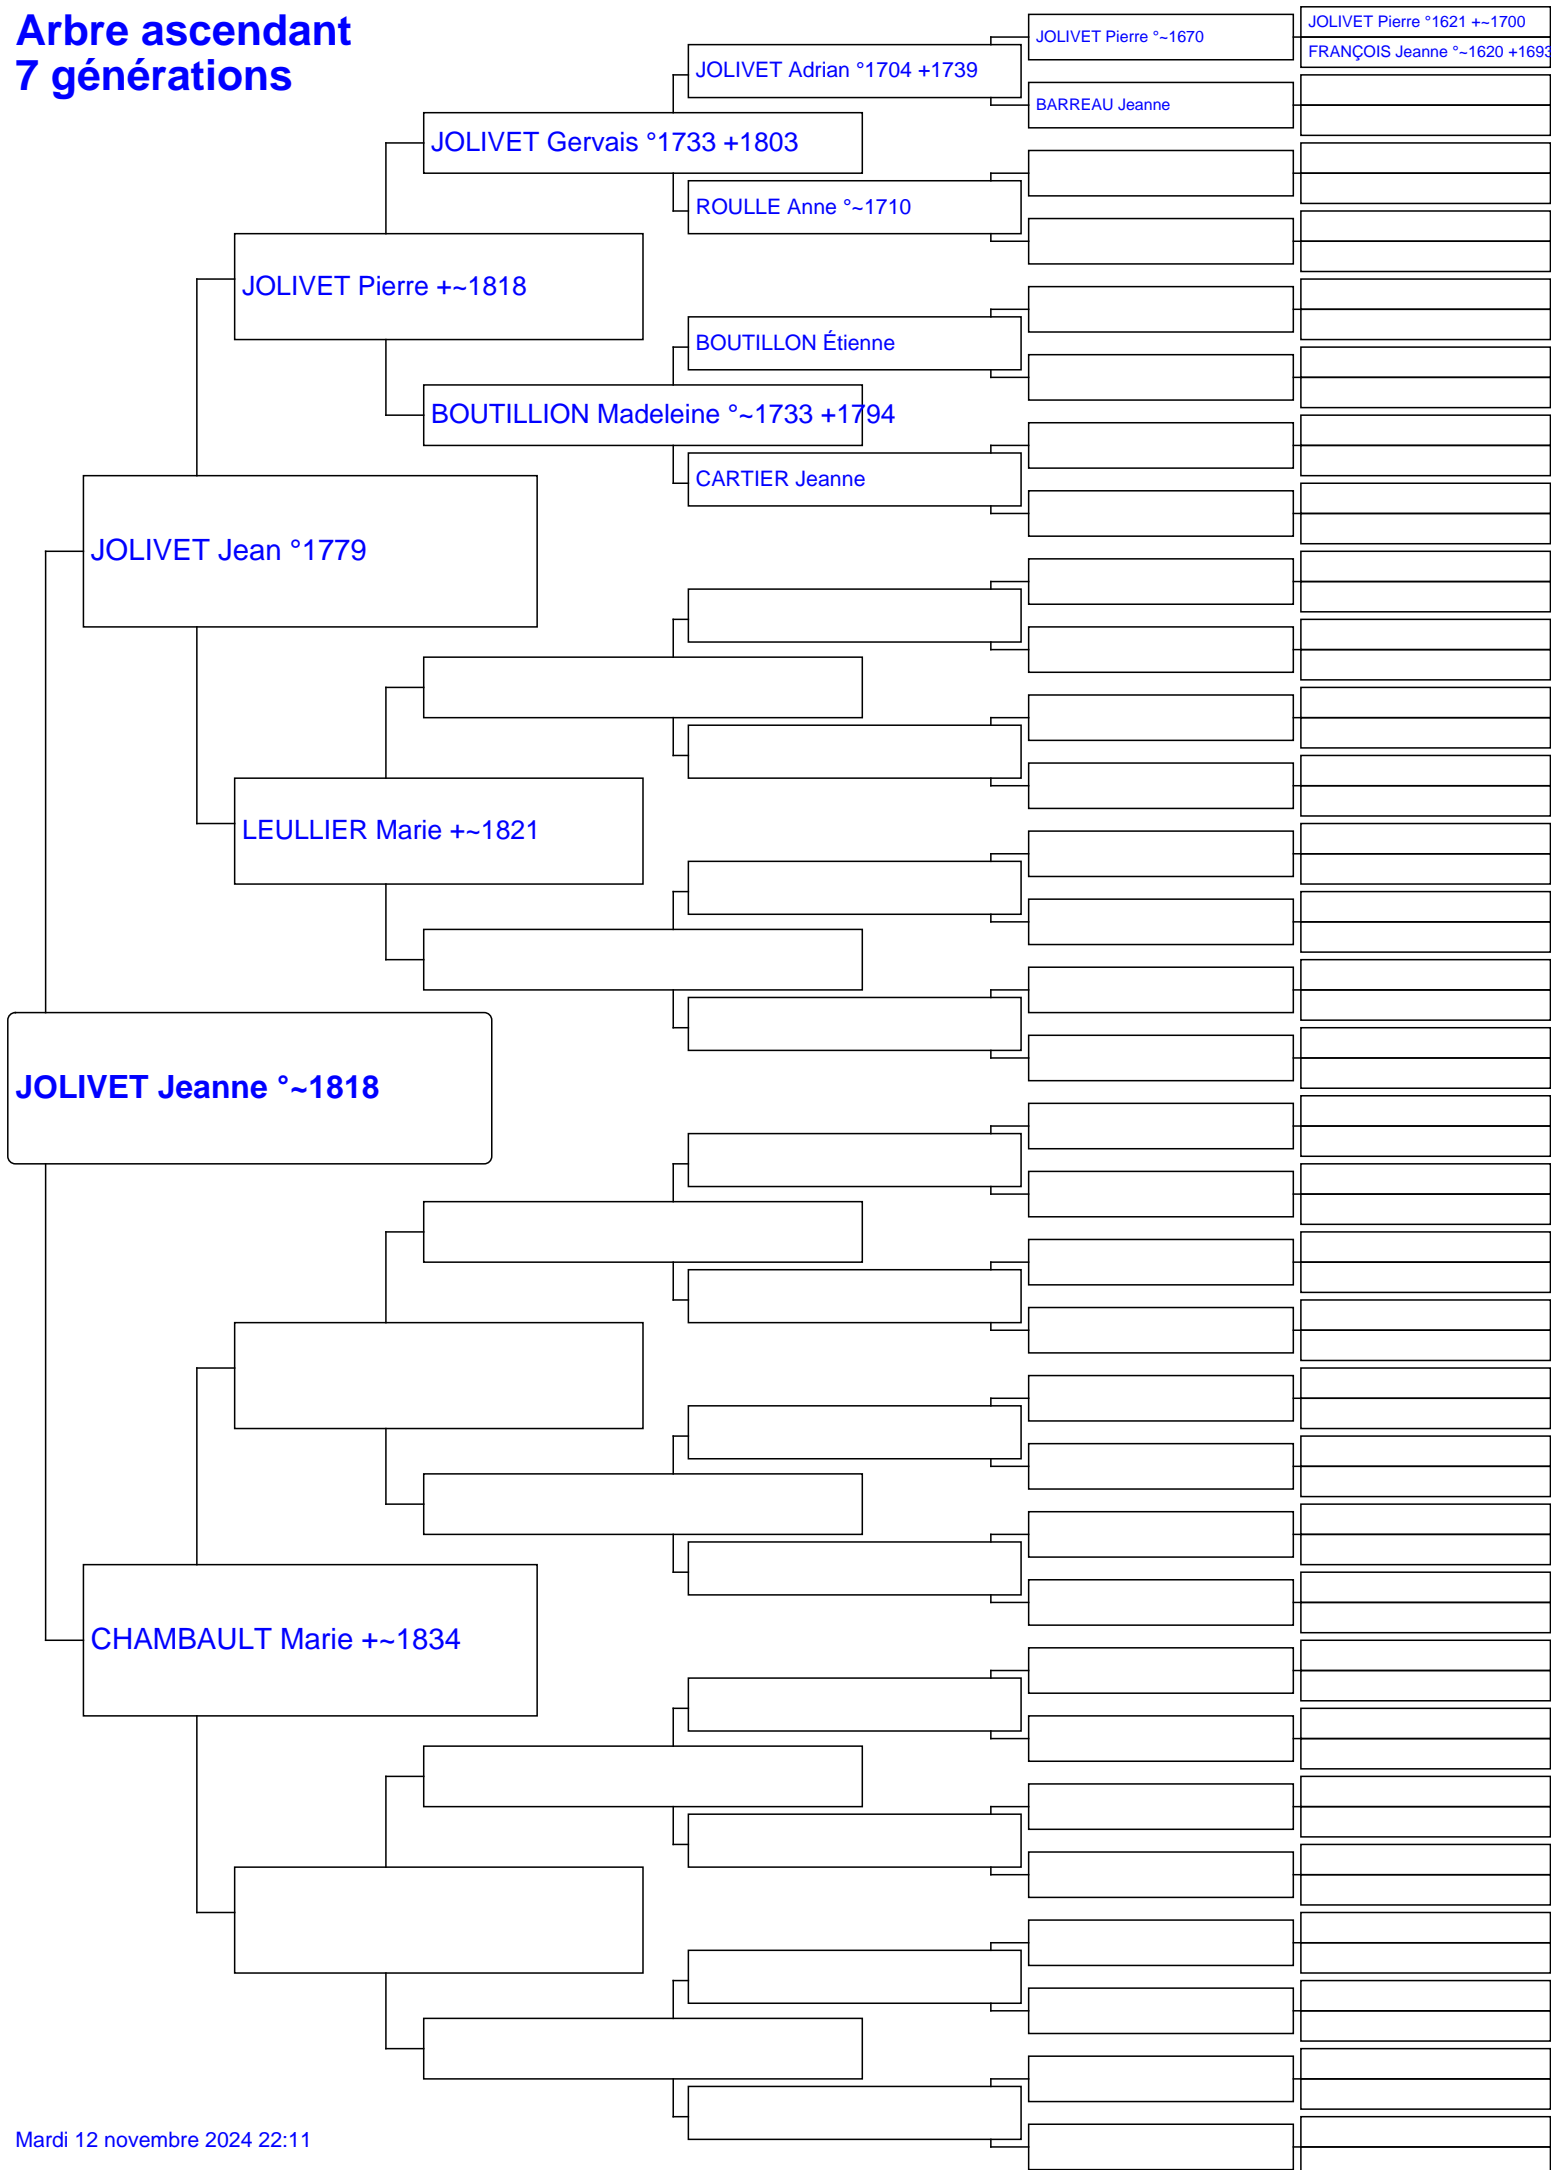 Arbre ascendant
7 générations
JOLIVET Pierre °1621 +~1700
JOLIVET Pierre °~1670
FRANÇOIS Jeanne °~1620 +1693
JOLIVET Adrian °1704 +1739
BARREAU Jeanne
JOLIVET Gervais °1733 +1803
ROULLE Anne °~1710
JOLIVET Pierre +~1818
BOUTILLON Étienne
BOUTILLION Madeleine °~1733 +1794
CARTIER Jeanne
JOLIVET Jean °1779
LEULLIER Marie +~1821
JOLIVET Jeanne °~1818
CHAMBAULT Marie +~1834
Mardi 12 novembre 2024 22:11